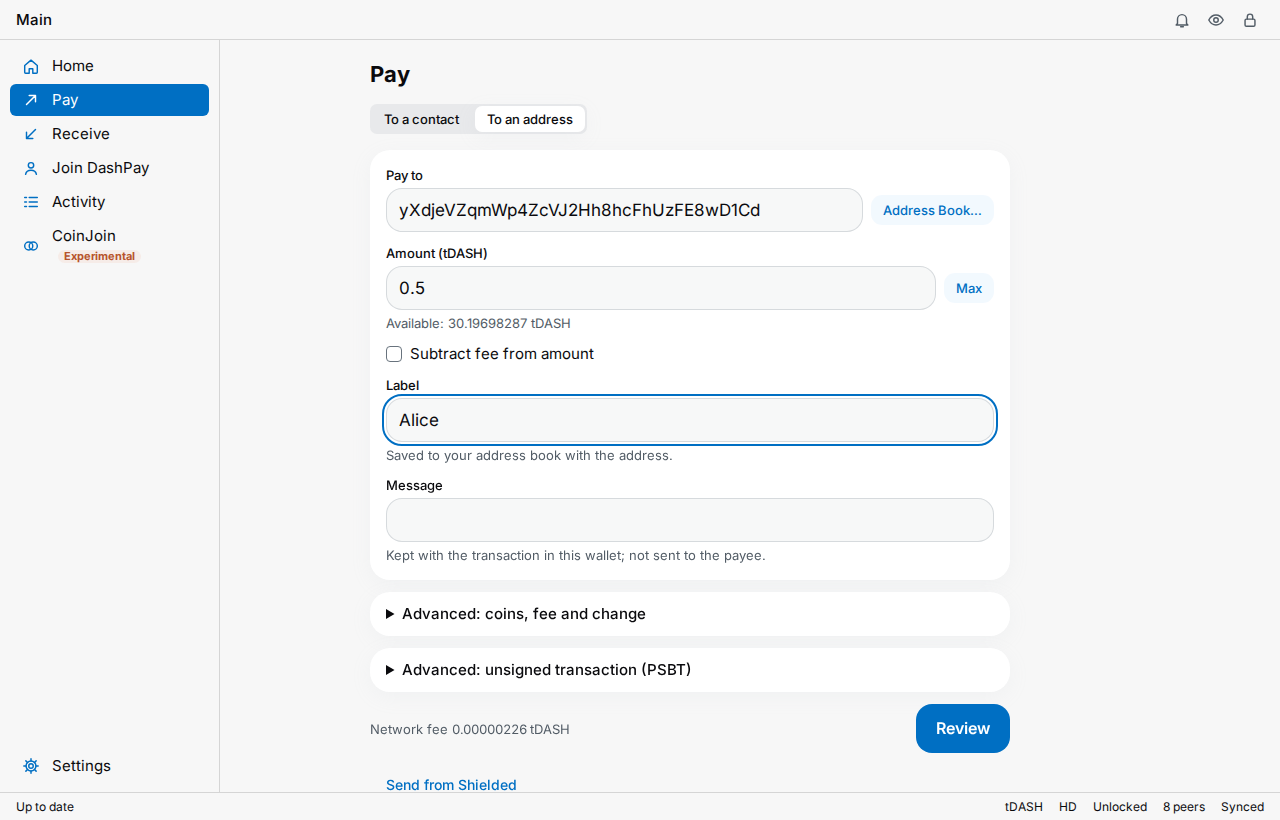 Main
Home
Pay
Receive
Join DashPay
Activity
CoinJoin
Experimental
Settings
Pay
To a contact
To an address
Pay to
yXdjeVZqmWp4ZcVJ2Hh8hcFhUzFE8wD1Cd
Address Book...
Amount (tDASH)
0.5
Max
Available: 30.19698287 tDASH
Subtract fee from amount
Label
Alice
Saved to your address book with the address.
Message
Kept with the transaction in this wallet; not sent to the payee.
Advanced: coins, fee and change
Advanced: unsigned transaction (PSBT)
Network fee 0.00000226 tDASH
Review
Send from Shielded
Up to date
tDASH HD Unlocked 8 peers Synced